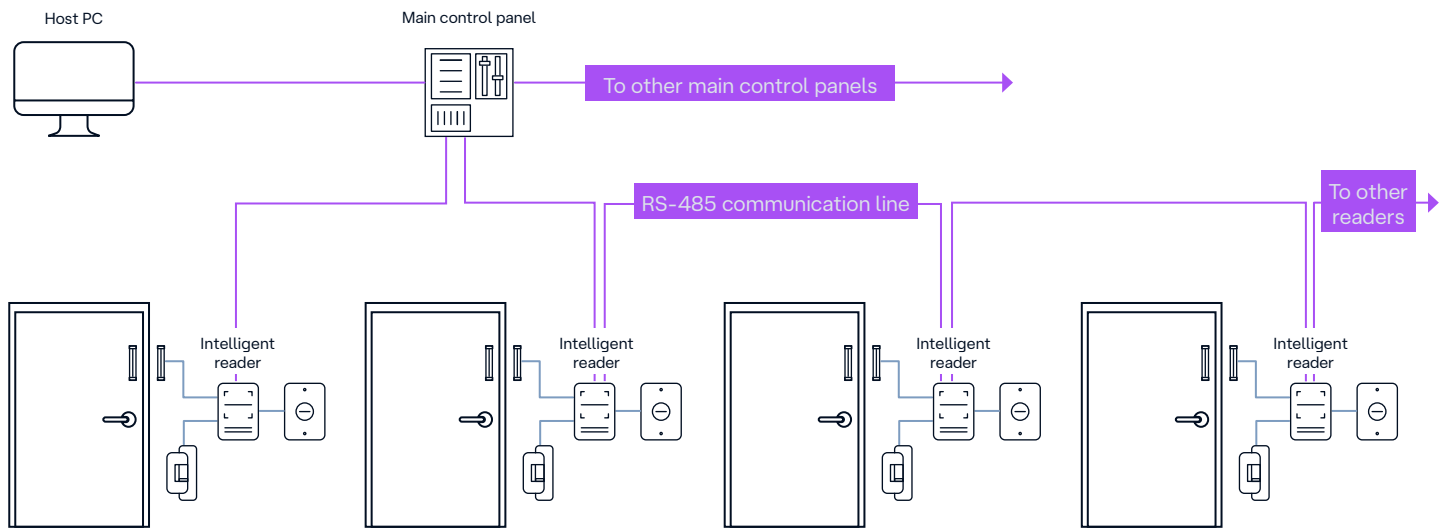 Host PC
Main control panel
To other main control panels
RS-485 communication line
To other
readers
Intelligent
reader
Intelligent
reader
Intelligent
reader
Intelligent
reader